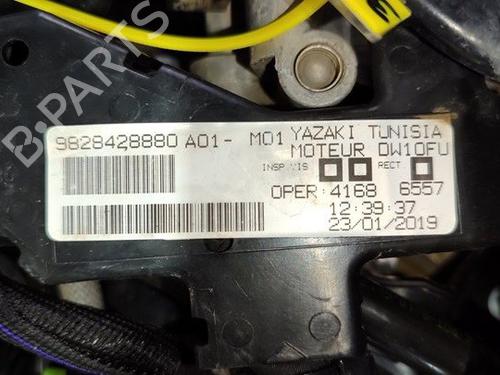 B-PARTS
9828428880 A01- M01 YAZAKI TUNISIA
MOTEUR DW10FU
INSP VIS RECT
OPER:4168 6557
12:39:37
23/01/2019